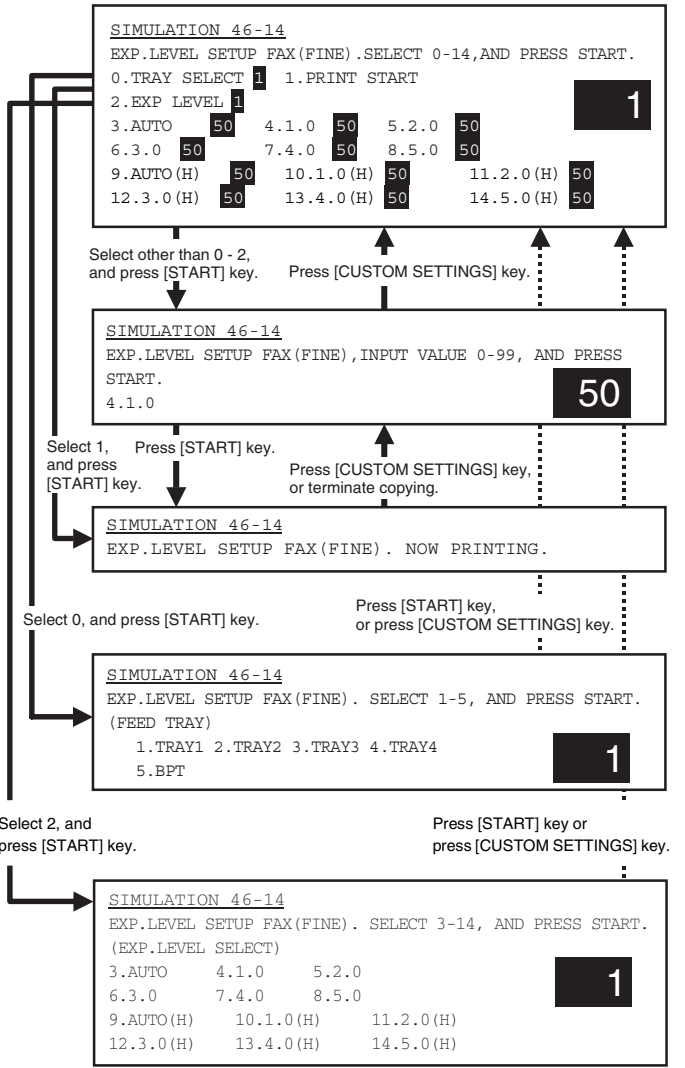 SIMULATION 46-14
EXP.LEVEL SETUP FAX(FINE).SELECT 0-14,AND PRESS START.
0.TRAY SELECT 1 1.PRINT START
2.EXP LEVEL 1
1
3.AUTO 50 4.1.0 50 5.2.0 50
6.3.0 50 7.4.0 50 8.5.0 50
9.AUTO(H) 50 10.1.0(H) 50 11.2.0(H) 50
12.3.0(H) 50 13.4.0(H) 50 14.5.0(H) 50
Select other than 0 - 2,
and press [START] key.
Press [CUSTOM SETTINGS] key.
SIMULATION 46-14
EXP.LEVEL SETUP FAX(FINE),INPUT VALUE 0-99, AND PRESS
START.
4.1.0
50
Select 1,
and press
[START] key.
Press [START] key.
Press [CUSTOM SETTINGS] key,
or terminate copying.
SIMULATION 46-14
EXP.LEVEL SETUP FAX(FINE). NOW PRINTING.
Select 0, and press [START] key.
Press [START] key,
or press [CUSTOM SETTINGS] key.
SIMULATION 46-14
EXP.LEVEL SETUP FAX(FINE). SELECT 1-5, AND PRESS START.
(FEED TRAY)
1.TRAY1 2.TRAY2 3.TRAY3 4.TRAY4
5.BPT
1
Select 2, and
press [START] key.
Press [START] key or
press [CUSTOM SETTINGS] key.
SIMULATION 46-14
EXP.LEVEL SETUP FAX(FINE). SELECT 3-14, AND PRESS START.
(EXP.LEVEL SELECT)
3.AUTO 4.1.0 5.2.0
6.3.0 7.4.0 8.5.0
1
9.AUTO(H) 10.1.0(H) 11.2.0(H)
12.3.0(H) 13.4.0(H) 14.5.0(H)